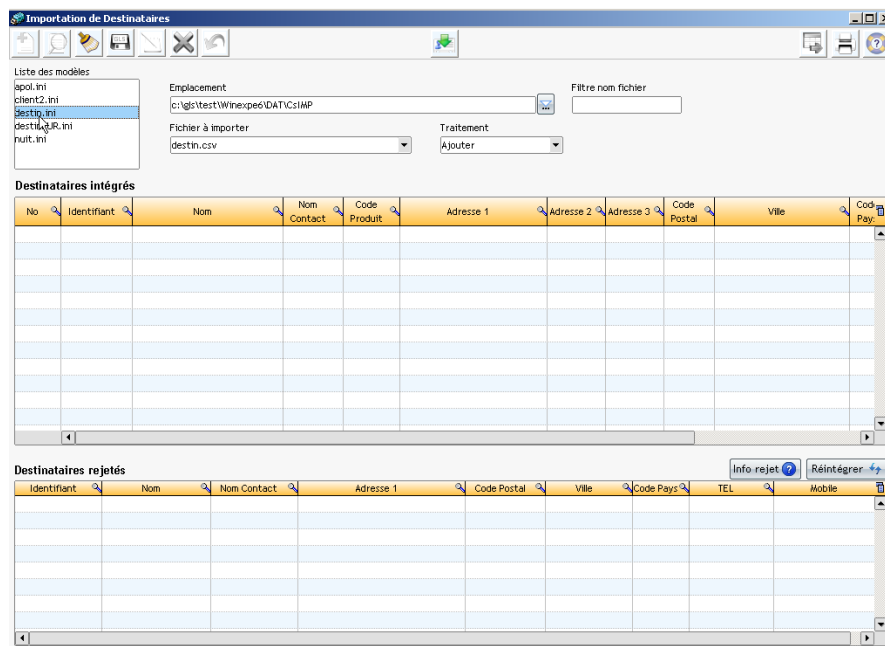 Importation de Destinataires
GLS
Liste des modèles
apol.ini
client2.ini
destin.ini
nuit.ini
Emplacement
c:\gls\test\Winexpe6\DAT\CsIMP
Filtre nom fichier
Fichier à importer
destin.csv
Traitement
Ajouter
Destinataires intégrés
No Identifiant Nom Nom Contact Code Produit Adresse 1 Adresse 2 Adresse 3 Code Postal Ville
Destinataires rejetés
Info rejet ? Réintégrer
Identifiant Nom Nom Contact Adresse 1 Code Postal Ville Code Pays TEL Mobile